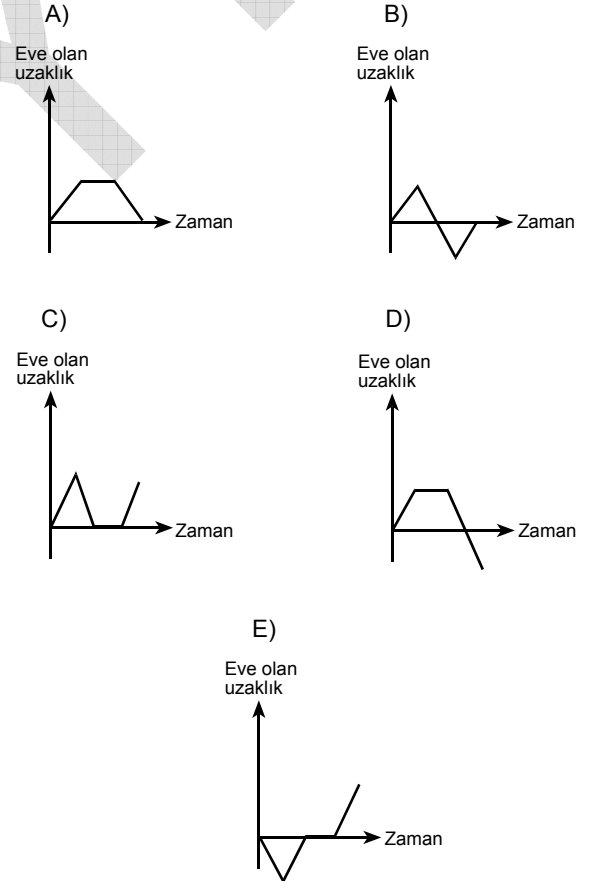 A)
Eve olan
uzaklık
Zaman
B)
Eve olan
uzaklık
Zaman
C)
Eve olan
uzaklık
Zaman
D)
Eve olan
uzaklık
Zaman
E)
Eve olan
uzaklık
Zaman